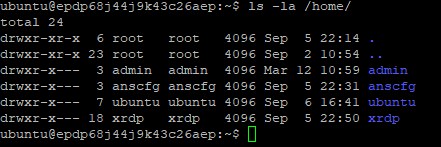 ubuntu@epdp68j44j9k43c26aep:~$ ls -la /home/
total 24
drwxr-xr-x  6 root   root   4096 Sep  5 22:14 .
drwxr-xr-x 23 root   root   4096 Sep  2 10:54 ..
drwxr-x---  3 admin  admin  4096 Mar 12 10:59 admin
drwxr-x---  3 anscfg anscfg 4096 Sep  5 22:31 anscfg
drwxr-x---  7 ubuntu ubuntu 4096 Sep  6 16:41 ubuntu
drwxr-x--- 18 xrdp   xrdp   4096 Sep  5 22:50 xrdp
ubuntu@epdp68j44j9k43c26aep:~$